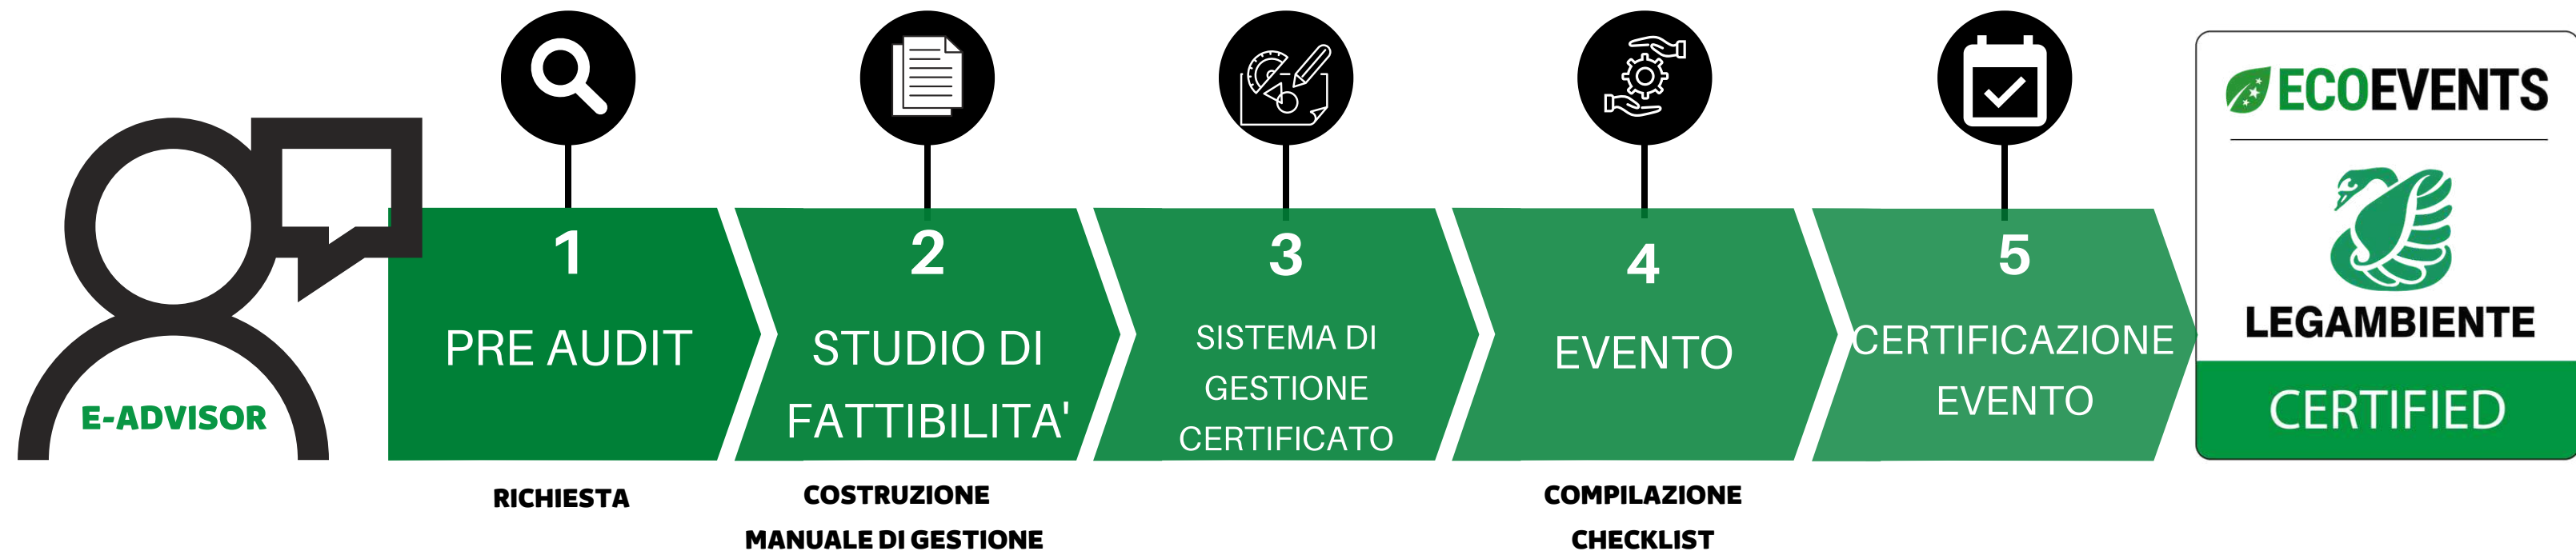 E-ADVISOR
1
PRE AUDIT
RICHIESTA
2
STUDIO DI
FATTIBILITA'
COSTRUZIONE
MANUALE DI GESTIONE
3
SISTEMA DI
GESTIONE
CERTIFICATO
4
EVENTO
COMPILAZIONE
CHECKLIST
5
CERTIFICAZIONE
EVENTO
ECOEVENTS
LEGAMBIENTE
CERTIFIED